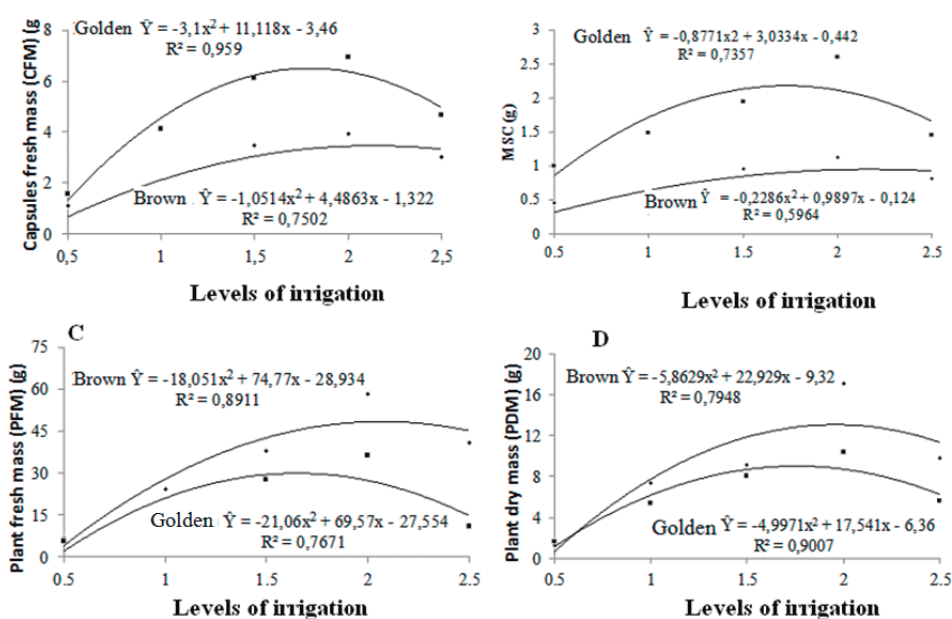 Golden Ŷ = -3,1x² + 11,118x - 3,46
R² = 0,959
Capsules fresh mass (CFM) (g
8
6
4
2
0
Brown Ŷ = -1,0514x² + 4,4863x - 1,322
R² = 0,7502
0,5 1 1,5 2 2,5
Levels of irrigation
Golden Ŷ = -0,8771x2 + 3,0334x - 0,442
R² = 0,7357
MSC (g)
3
2.5
2
1.5
1
0.5
0
Brown Ŷ = -0,2286x² + 0,9897x - 0,124
R² = 0,5964
0.5 1 1.5 2 2.5
Levels of irrigation
C
Plant fresh mass (PFM) (g)
75
60
45
30
15
0
Brown Ŷ = -18,051x² + 74,77x - 28,934
R² = 0,8911
Golden Ŷ = -21,06x² + 69,57x - 27,554
R² = 0,7671
0.5 1 1.5 2 2.5
Levels of irrigation
D
Plant dry mass (PDM) (g)
20
16
12
8
4
0
Brown Ŷ = -5,8629x² + 22,929x - 9,32
R² = 0,7948
Golden Ŷ = -4,9971x² + 17,541x - 6,36
R² = 0,9007
0.5 1 1.5 2 2.5
Levels of irrigation